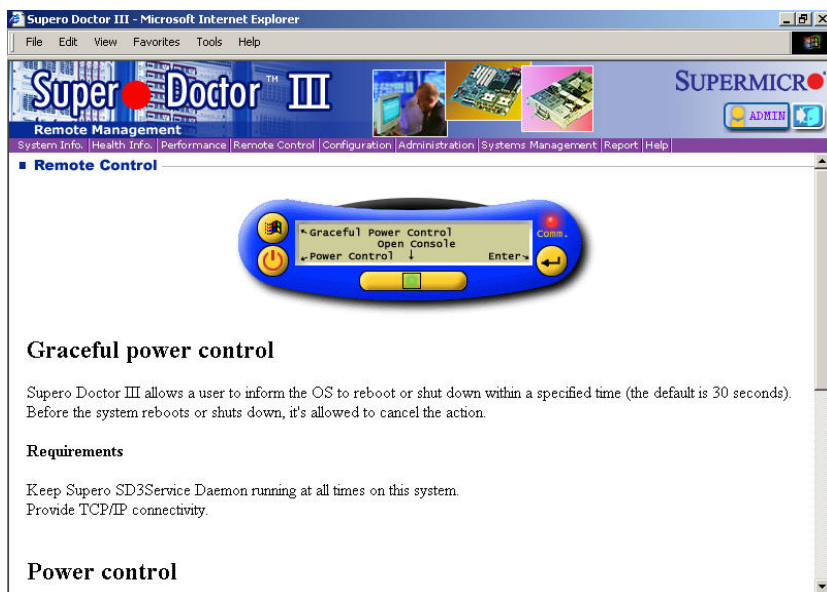 Supero Doctor III - Microsoft Internet Explorer
File Edit View Favorites Tools Help
Super Doctor™ III
SUPERMICR
Remote Management
ADMIN
System Info. Health Info. Performance Remote Control Configuration Administration Systems Management Report Help
Remote Control
Graceful Power Control
Open Console
Power Control ↓ Enter
Comm.
Graceful power control
Supero Doctor III allows a user to inform the OS to reboot or shut down within a specified time (the default is 30 seconds).
Before the system reboots or shuts down, it's allowed to cancel the action.
Requirements
Keep Supero SD3Service Daemon running at all times on this system.
Provide TCP/IP connectivity.
Power control